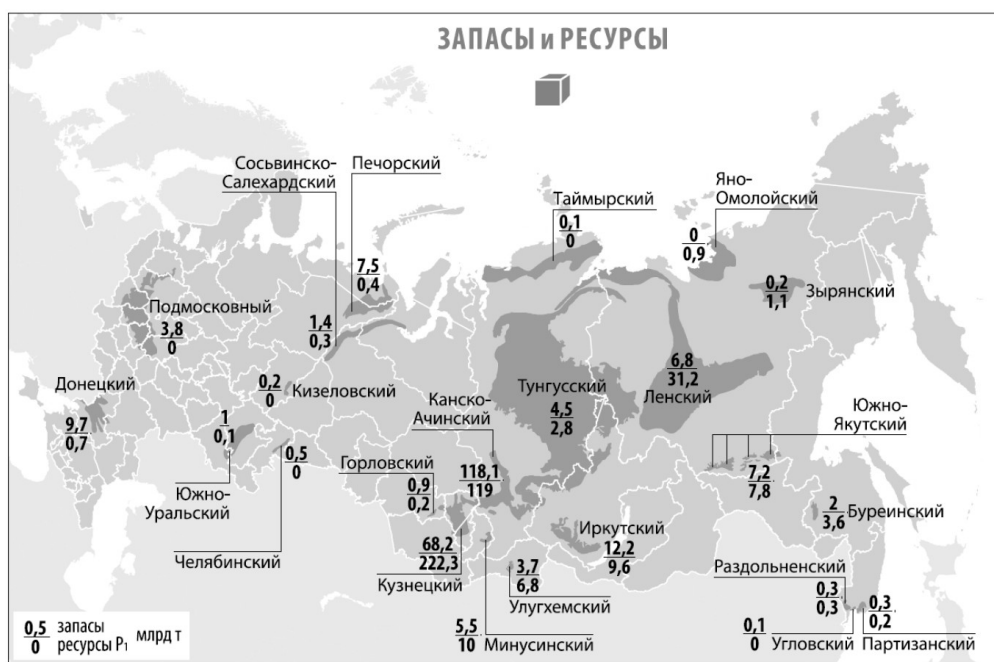 ЗАПАСЫ и РЕСУРСЫ
Сосьвинско-
Салехардский
1,4
0,3
Печорский
7,5
0,4
Таймырский
0,1
0
Яно-
Омолойский
0
0,9
0,2
1,1
Зырянский
Подмосковный
3,8
0
Донецкий
9,7
0,7
0,2
0
Кизеловский
1
0,1
Южно-
Уральский
0,5
0
Челябинский
Канско-
Ачинский
118,1
119
Тунгусский
4,5
2,8
6,8
31,2
Ленский
Южно-
Якутский
7,2
7,8
Горловский
0,9
0,2
68,2
222,3
Кузнецкий
5,5
10
Минусинский
3,7
6,8
Улугхемский
Иркутский
12,2
9,6
2
3,6
Буреинский
Раздольненский
0,3
0,3
0,1
0
Угловский
0,3
0,2
Партизанский
0,5 запасы
0 ресурсы P₁
млрд т